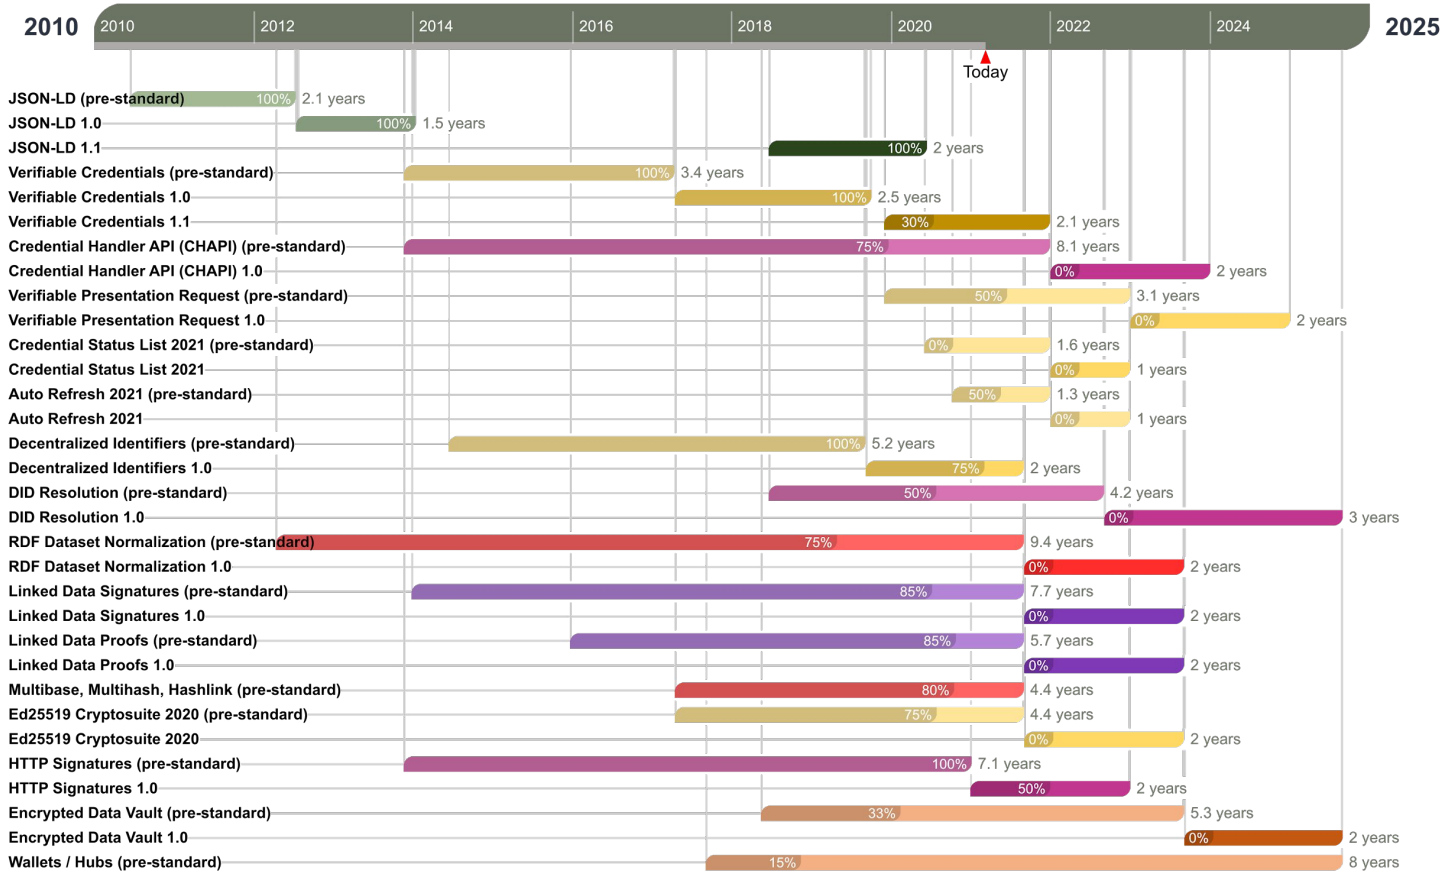 2010 2010 2012 2014 2016 2018 2020 2022 2024 2025
Today
JSON-LD (pre-standard) 100% 2.1 years
JSON-LD 1.0 100% 1.5 years
JSON-LD 1.1 100% 2 years
Verifiable Credentials (pre-standard) 100% 3.4 years
Verifiable Credentials 1.0 100% 2.5 years
Verifiable Credentials 1.1 30% 2.1 years
Credential Handler API (CHAPI) (pre-standard) 75% 8.1 years
Credential Handler API (CHAPI) 1.0 0% 2 years
Verifiable Presentation Request (pre-standard) 50% 3.1 years
Verifiable Presentation Request 1.0 0% 2 years
Credential Status List 2021 (pre-standard) 0% 1.6 years
Credential Status List 2021 0% 1 years
Auto Refresh 2021 (pre-standard) 50% 1.3 years
Auto Refresh 2021 0% 1 years
Decentralized Identifiers (pre-standard) 100% 5.2 years
Decentralized Identifiers 1.0 75% 2 years
DID Resolution (pre-standard) 50% 4.2 years
DID Resolution 1.0 0% 3 years
RDF Dataset Normalization (pre-standard) 75% 9.4 years
RDF Dataset Normalization 1.0 0% 2 years
Linked Data Signatures (pre-standard) 85% 7.7 years
Linked Data Signatures 1.0 0% 2 years
Linked Data Proofs (pre-standard) 85% 5.7 years
Linked Data Proofs 1.0 0% 2 years
Multibase, Multihash, Hashlink (pre-standard) 80% 4.4 years
Ed25519 Cryptosuite 2020 (pre-standard) 75% 4.4 years
Ed25519 Cryptosuite 2020 0% 2 years
HTTP Signatures (pre-standard) 100% 7.1 years
HTTP Signatures 1.0 50% 2 years
Encrypted Data Vault (pre-standard) 33% 5.3 years
Encrypted Data Vault 1.0 0% 2 years
Wallets / Hubs (pre-standard) 15% 8 years